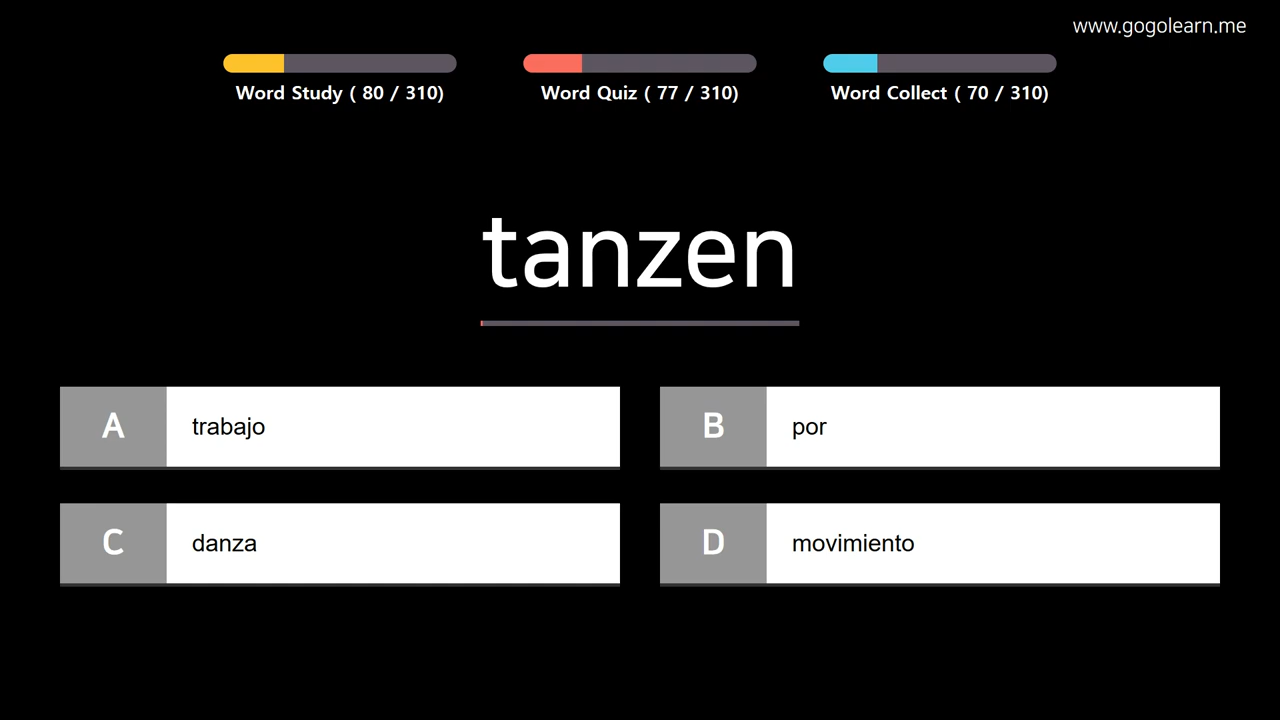 www.gogolearn.me
Word Study ( 80 / 310)
Word Quiz ( 77 / 310)
Word Collect ( 70 / 310)
tanzen
A trabajo
B por
C danza
D movimiento